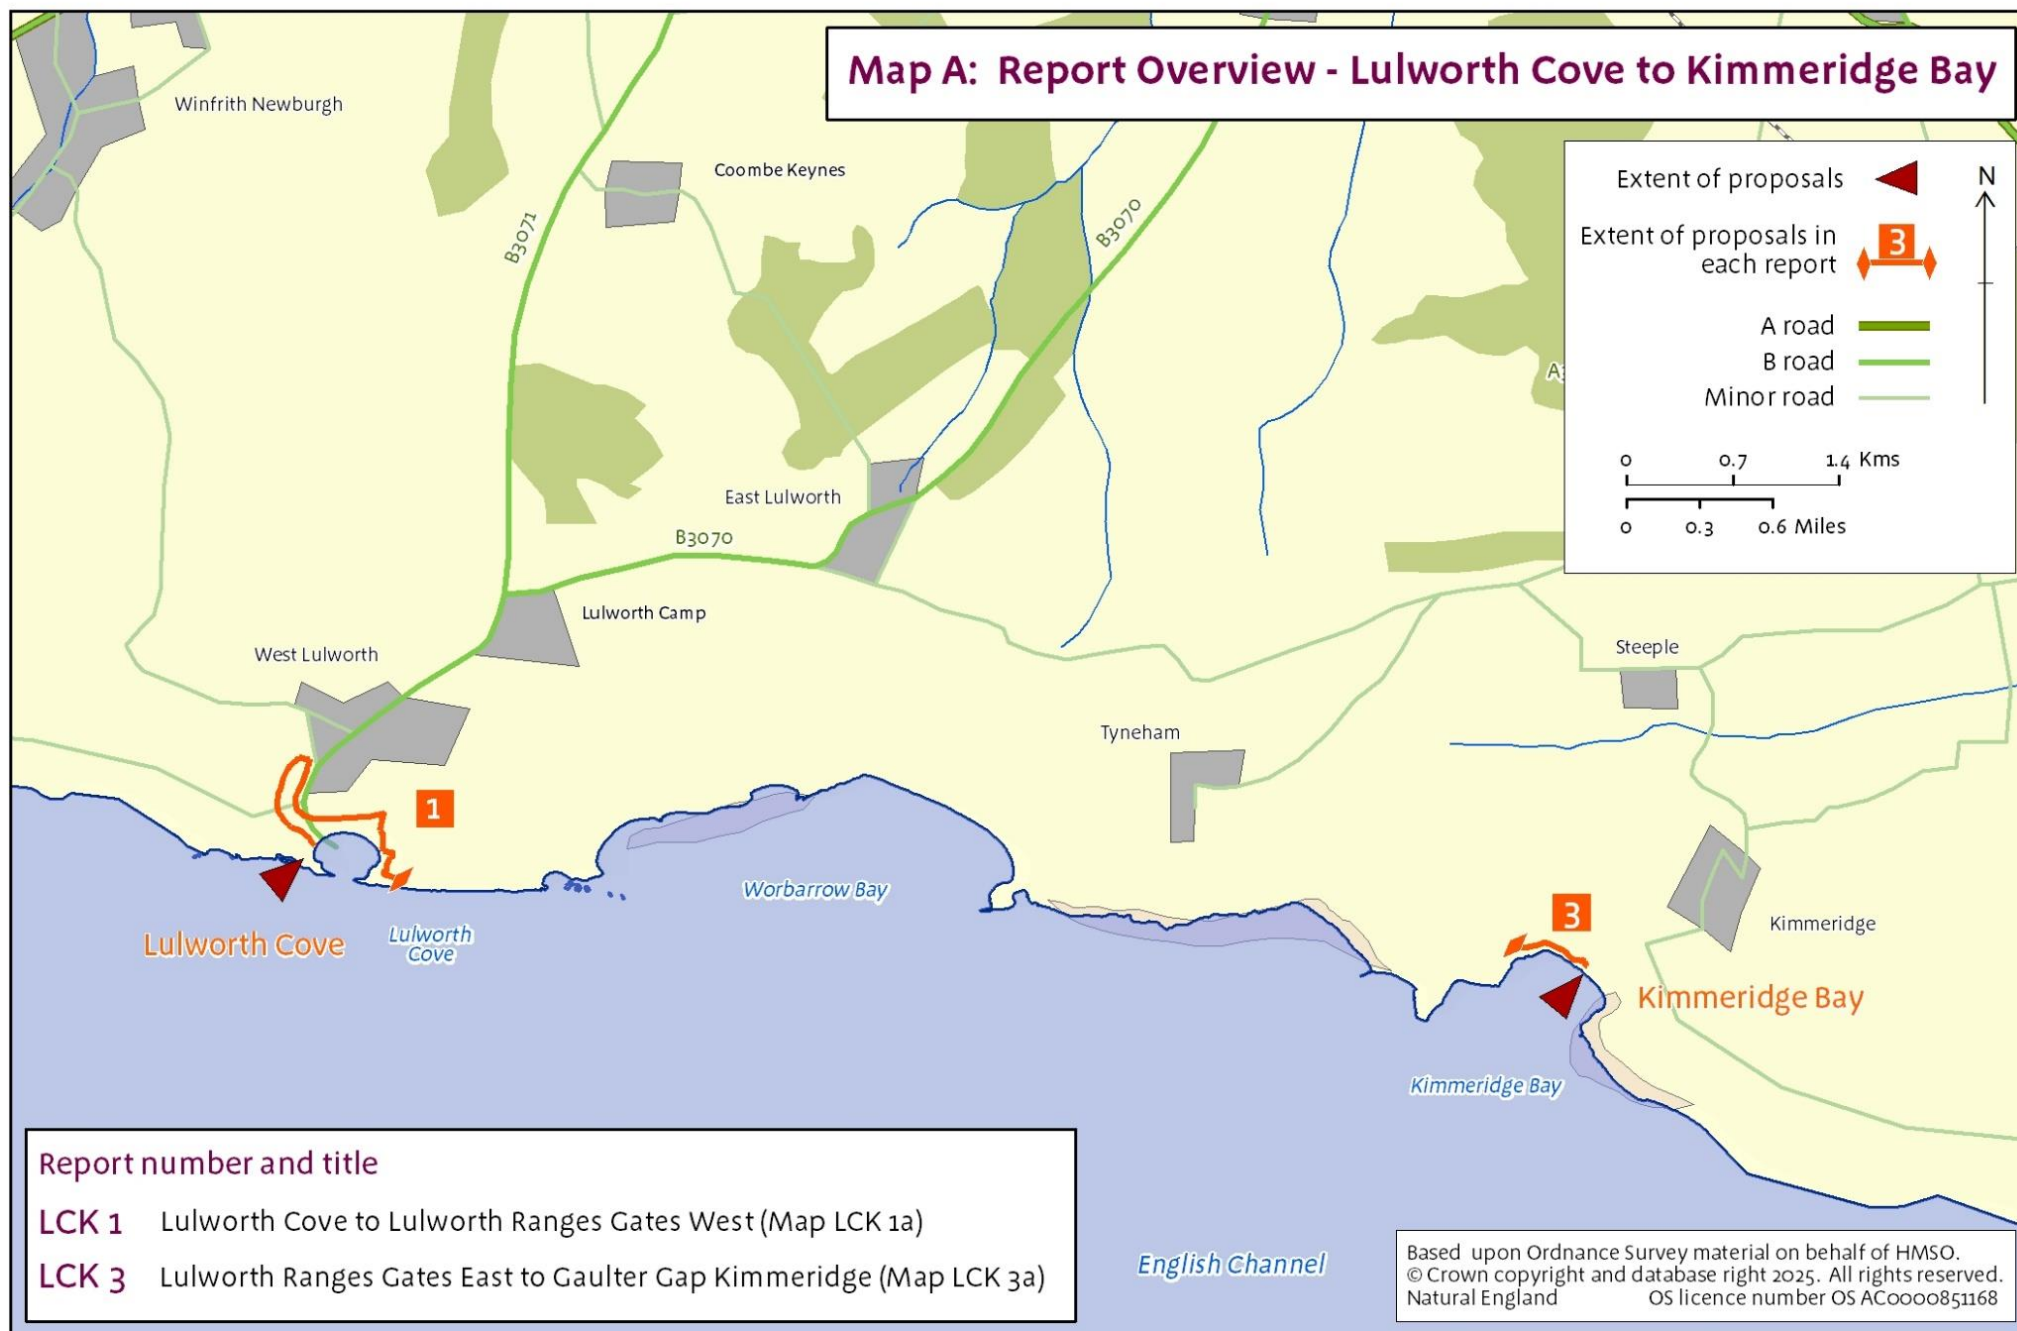 Map A: Report Overview - Lulworth Cove to Kimmeridge Bay
Winfrith Newburgh
Coombe Keynes
B3071
B3070
Extent of proposals
N
Extent of proposals in
each report
3
A road
B road
Minor road
0 0.7 1.4 Kms
0 0.3 0.6 Miles
East Lulworth
B3070
Lulworth Camp
West Lulworth
Steeple
Tyneham
1
Worbarrow Bay
Lulworth Cove
Lulworth
Cove
3
Kimmeridge
Kimmeridge Bay
Kimmeridge Bay
English Channel
Report number and title
LCK 1 Lulworth Cove to Lulworth Ranges Gates West (Map LCK 1a)
LCK 3 Lulworth Ranges Gates East to Gaulter Gap Kimmeridge (Map LCK 3a)
Based upon Ordnance Survey material on behalf of HMSO.
© Crown copyright and database right 2025. All rights reserved.
Natural England OS licence number OS AC0000851168